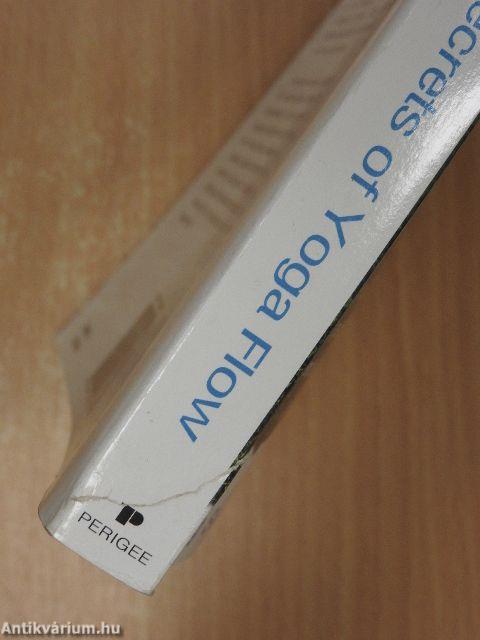 ecrets of Yoga Flow
P
PERIGEE
Antikvárium.hu